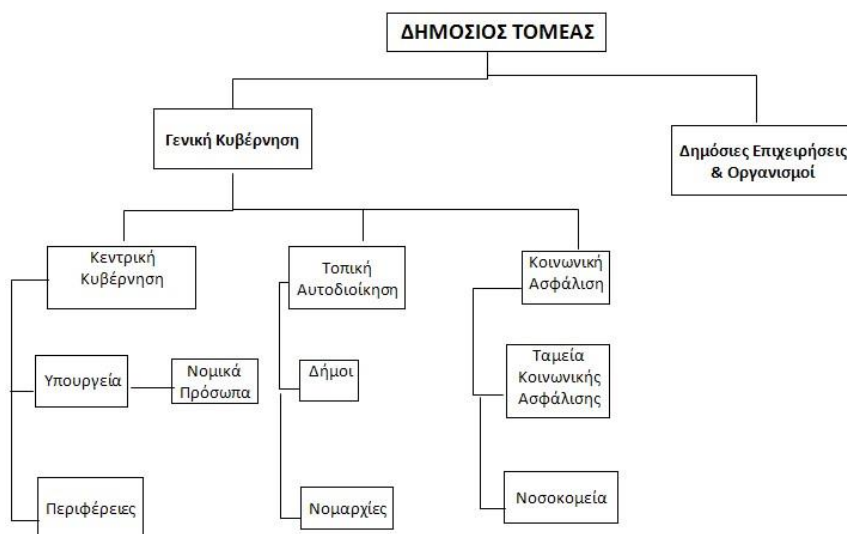 ΔΗΜΟΣΙΟΣ ΤΟΜΕΑΣ
Γενική Κυβέρνηση
Δημόσιες Επιχειρήσεις
& Οργανισμοί
Κεντρική
Κυβέρνηση
Τοπική
Αυτοδιοίκηση
Κοινωνική
Ασφάλιση
Υπουργεία
Νομικά
Πρόσωπα
Δήμοι
Ταμεία
Κοινωνικής
Ασφάλισης
Περιφέρειες
Νομαρχίες
Νοσοκομεία